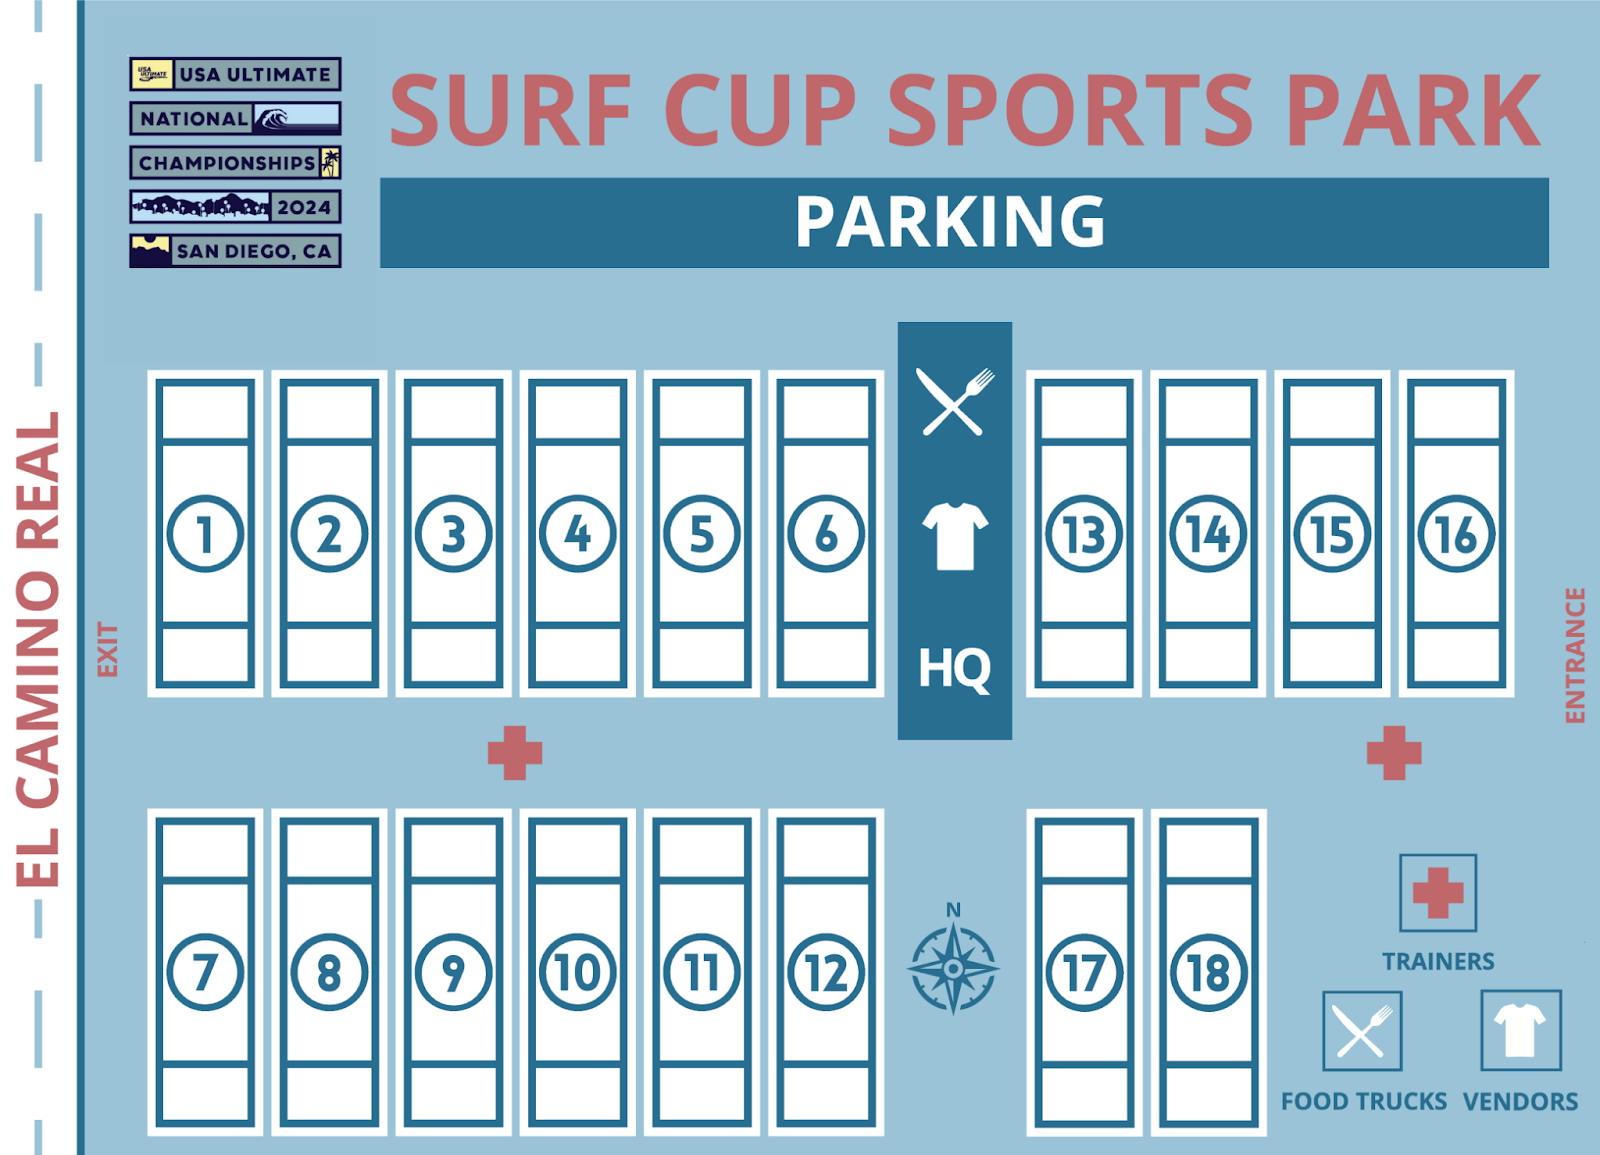 USA ULTIMATE
USA ULTIMATE
NATIONAL
CHAMPIONSHIPS
2024
SAN DIEGO, CA
SURF CUP SPORTS PARK
PARKING
EL CAMINO REAL
EXIT
1
2
3
4
5
6
HQ
13
14
15
16
ENTRANCE
7
8
9
10
11
12
N
17
18
TRAINERS
FOOD TRUCKS
VENDORS